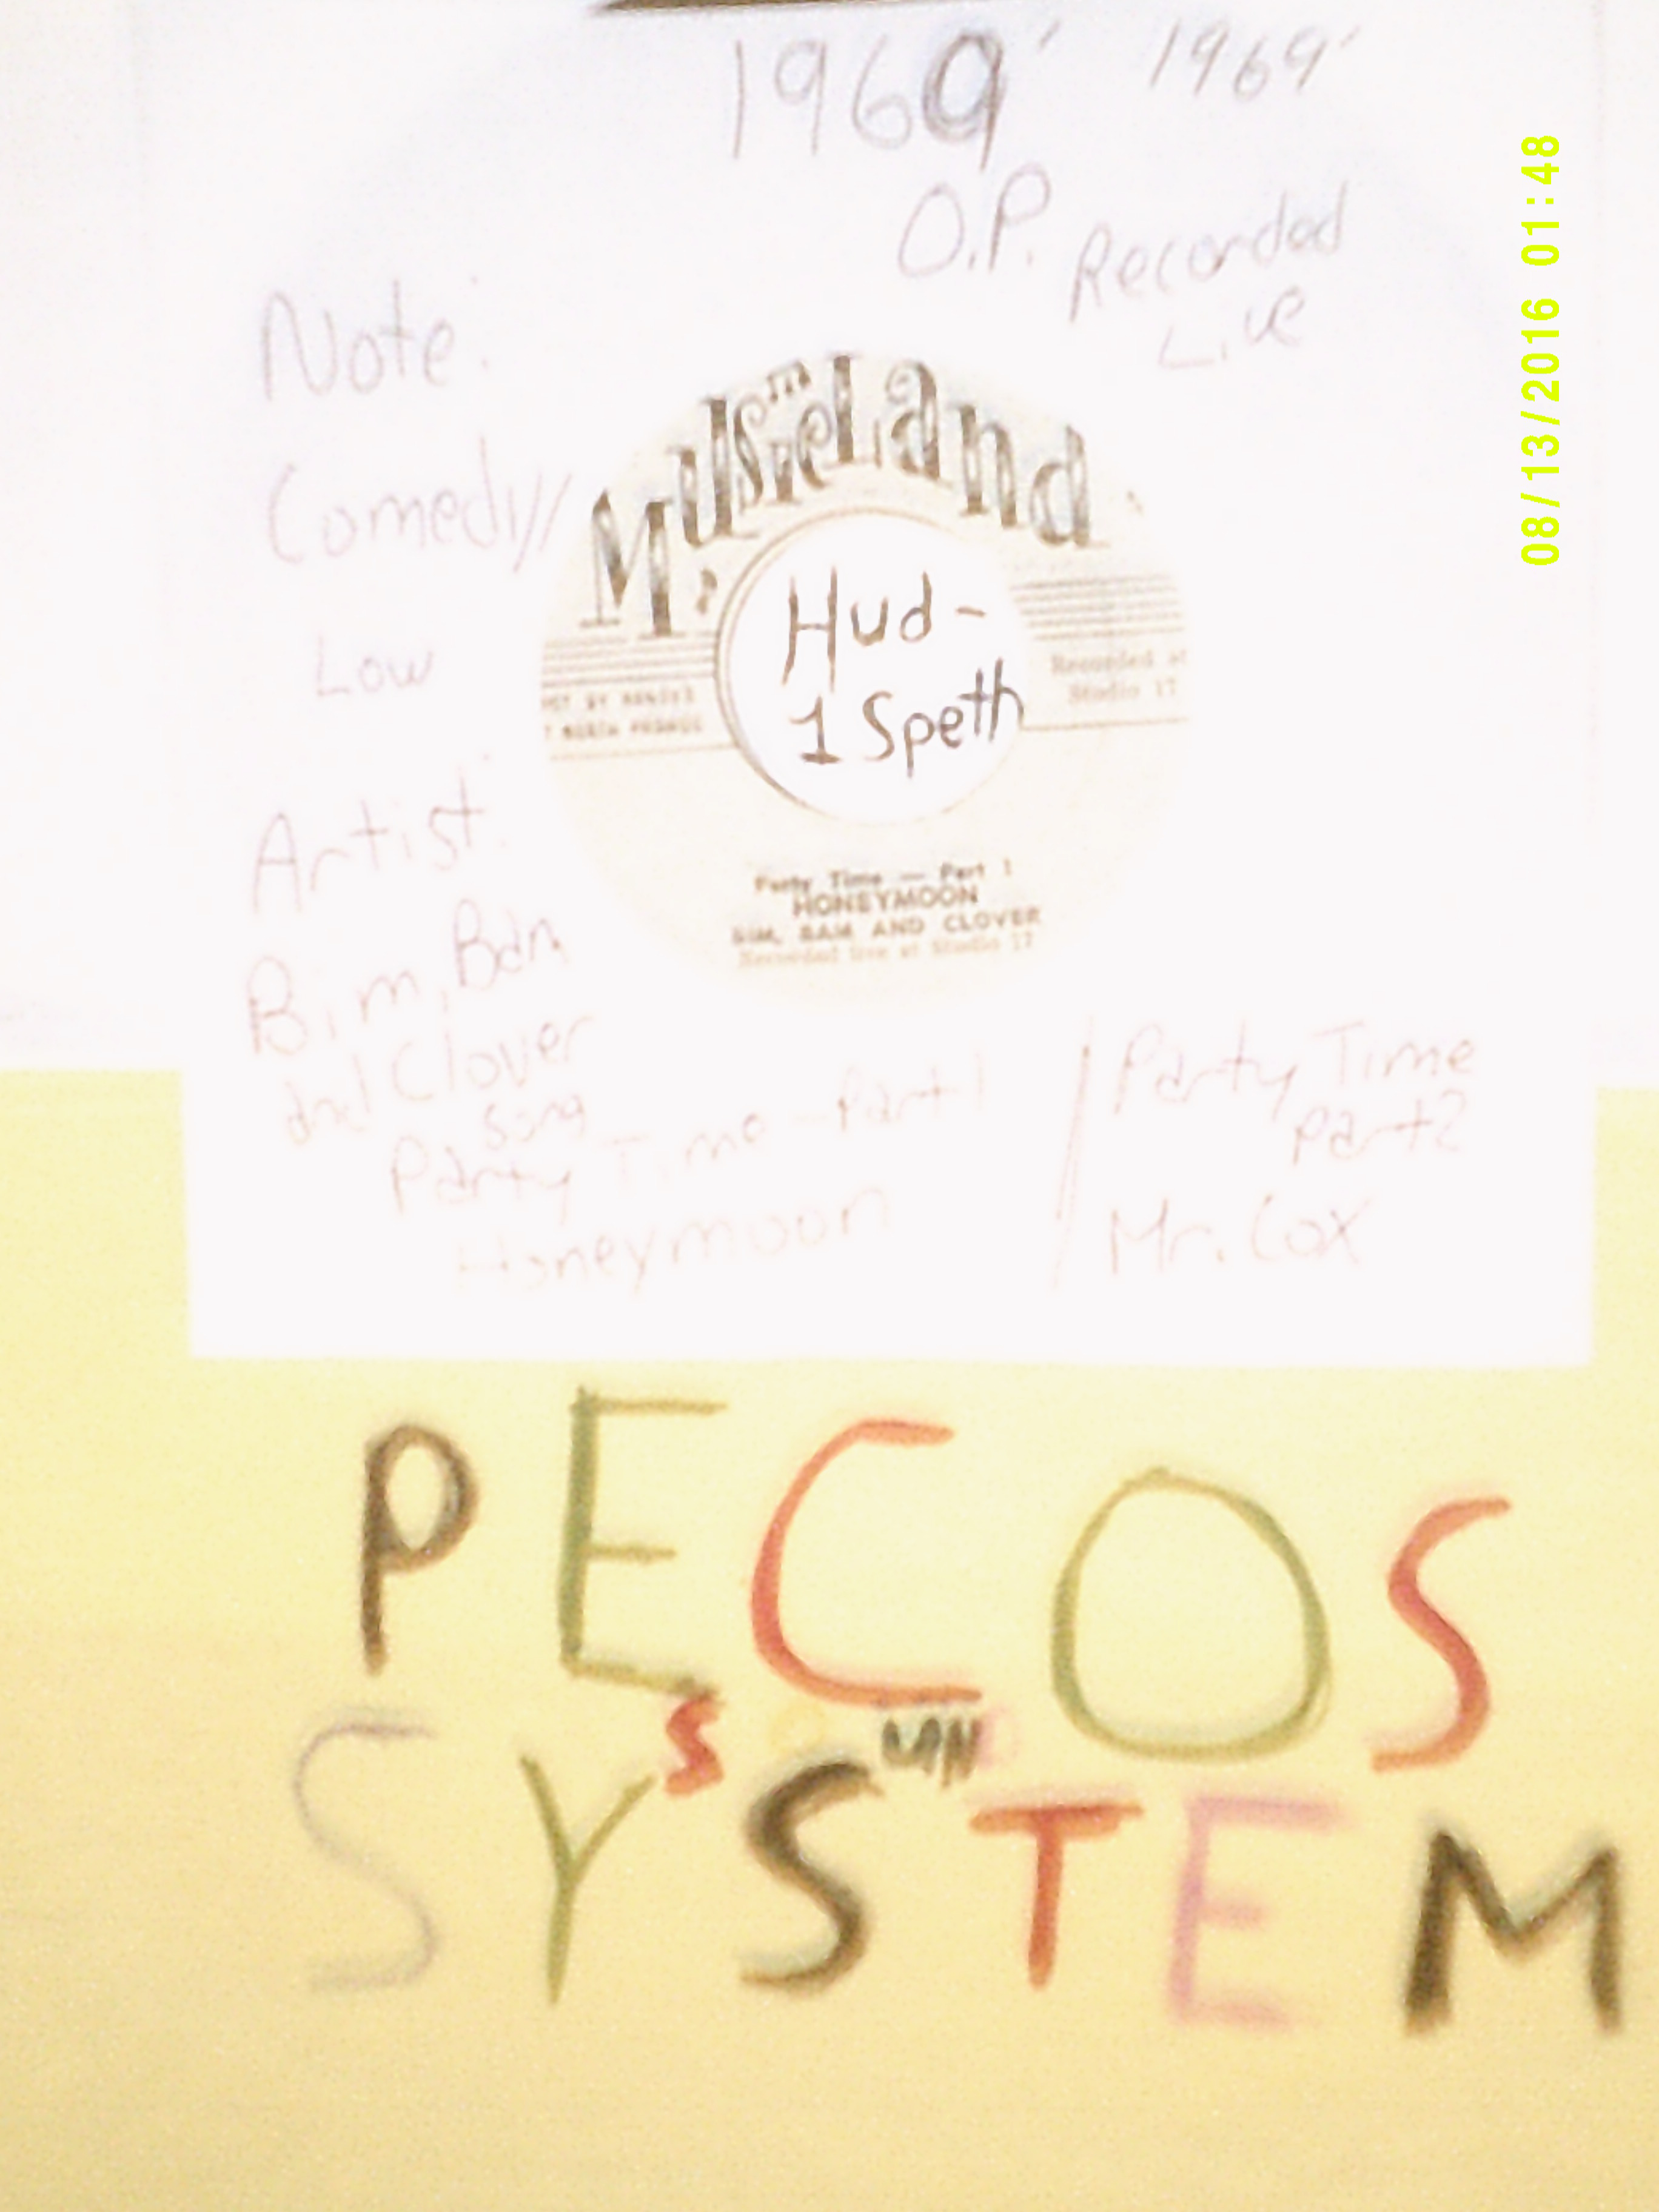 1969' 1969'
O.P. Recorded
Live
Note:
Comedy//
Low
MusicLand
Hud-
1 Speth
Recorded at
Studio 17
Party Time — Part 1
HONEYMOON
BIM, BAM AND CLOVER
Recorded live at Studio 17
Artist:
Bim, Bam
and Clover
Song
Party Time - Part 1
Honeymoon
Party Time
Part 2
Mr. Cox
PECOS
S SOUND
SYSTEM
08/13/2016 01:48